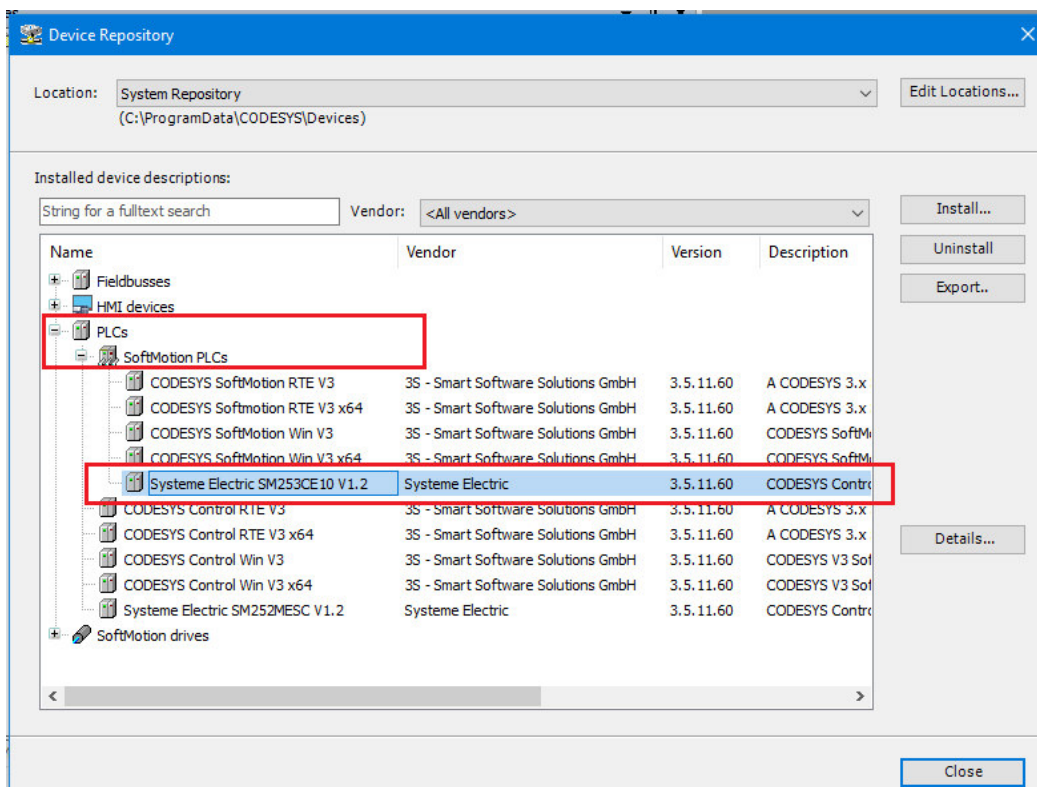 Device Repository
Location: System Repository Edit Locations...
(C:\ProgramData\CODESYS\Devices)
Installed device descriptions:
String for a fulltext search Vendor: <All vendors> Install...
Name Vendor Version Description Uninstall
Fieldbusses
HMI devices Export..
PLCs
SoftMotion PLCs
CODESYS SoftMotion RTE V3 3S - Smart Software Solutions GmbH 3.5.11.60 A CODESYS 3.x
CODESYS Softmotion RTE V3 x64 3S - Smart Software Solutions GmbH 3.5.11.60 A CODESYS 3.x
CODESYS SoftMotion Win V3 3S - Smart Software Solutions GmbH 3.5.11.60 CODESYS SoftM
CODESYS SoftMotion Win V3 x64 3S - Smart Software Solutions GmbH 3.5.11.60 CODESYS SoftM
Systeme Electric SM253CE10 V1.2 Systeme Electric 3.5.11.60 CODESYS Contr
CODESYS Control RTE V3 3S - Smart Software Solutions GmbH 3.5.11.60 A CODESYS 3.x
CODESYS Control RTE V3 x64 3S - Smart Software Solutions GmbH 3.5.11.60 A CODESYS 3.x Details...
CODESYS Control Win V3 3S - Smart Software Solutions GmbH 3.5.11.60 CODESYS V3 Sof
CODESYS Control Win V3 x64 3S - Smart Software Solutions GmbH 3.5.11.60 CODESYS V3 Sof
Systeme Electric SM252MESC V1.2 Systeme Electric 3.5.11.60 CODESYS Contr
SoftMotion drives
Close